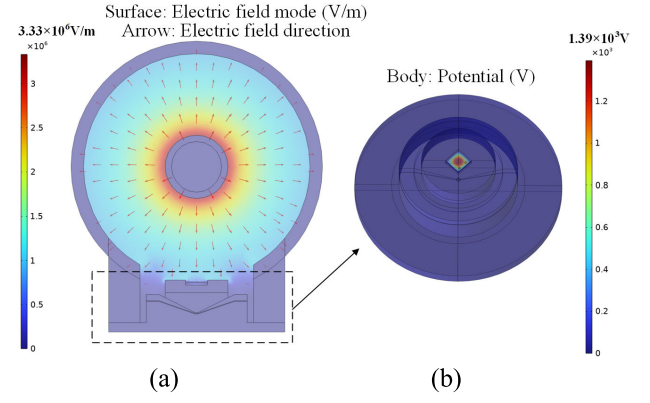 Surface: Electric field mode (V/m)
Arrow: Electric field direction
3.33×10⁶V/m
×10⁶
3
2.5
2
1.5
1
0.5
0
(a)
1.39×10³V
×10³
Body: Potential (V)
1.2
1
0.8
0.6
0.4
0.2
0
(b)